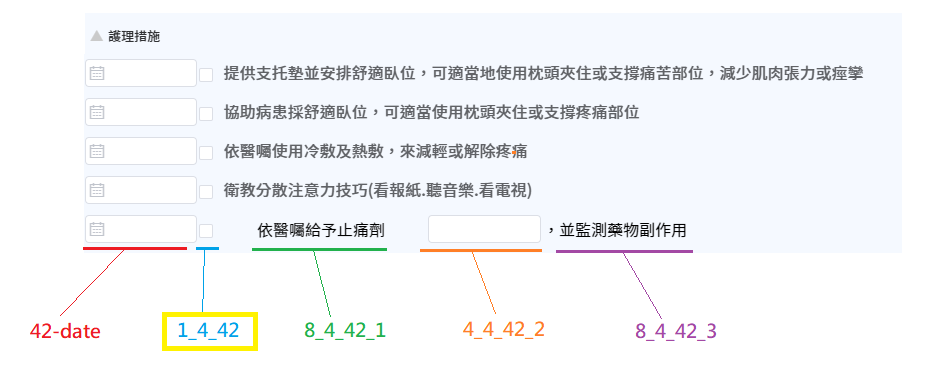 護理措施
提供支托墊並安排舒適臥位，可適當地使用枕頭夾住或支撐痛苦部位，減少肌肉張力或痙攣
協助病患採舒適臥位，可適當使用枕頭夾住或支撐疼痛部位
依醫囑使用冷敷及熱敷，來減輕或解除疼痛
衛教分散注意力技巧(看報紙.聽音樂.看電視)
依醫囑給予止痛劑 ，並監測藥物副作用
42-date 1_4_42 8_4_42_1 4_4_42_2 8_4_42_3